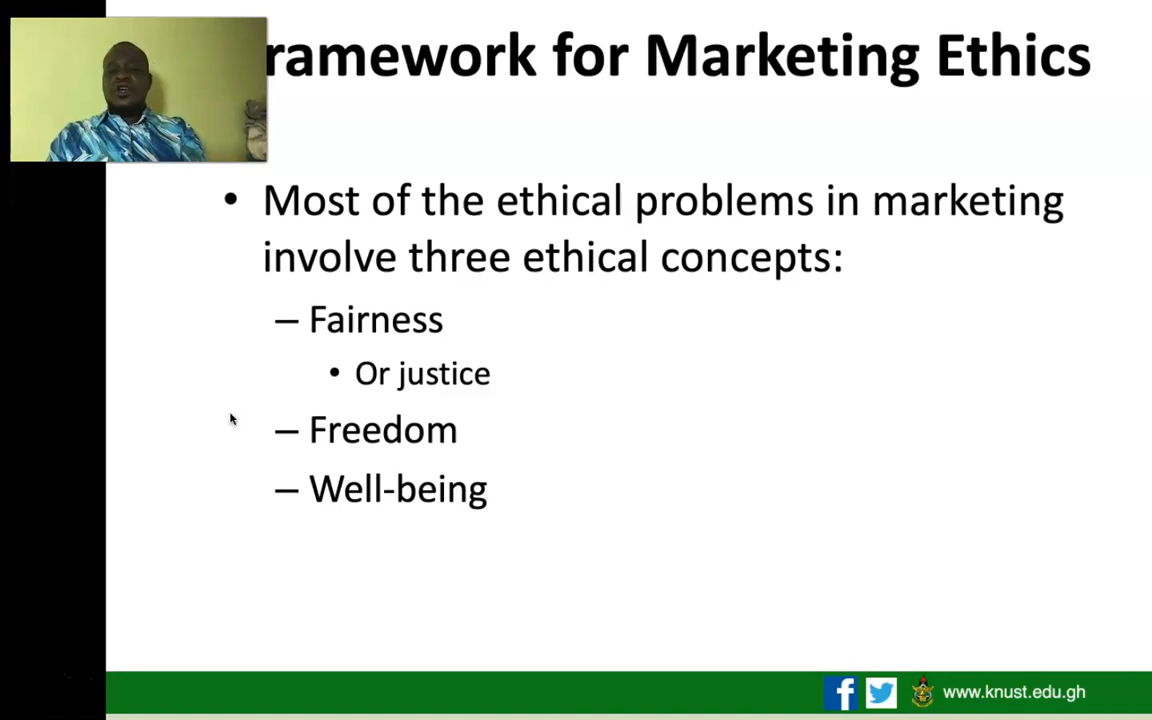 ramework for Marketing Ethics
• Most of the ethical problems in marketing
involve three ethical concepts:
– Fairness
• Or justice
– Freedom
– Well-being
www.knust.edu.gh